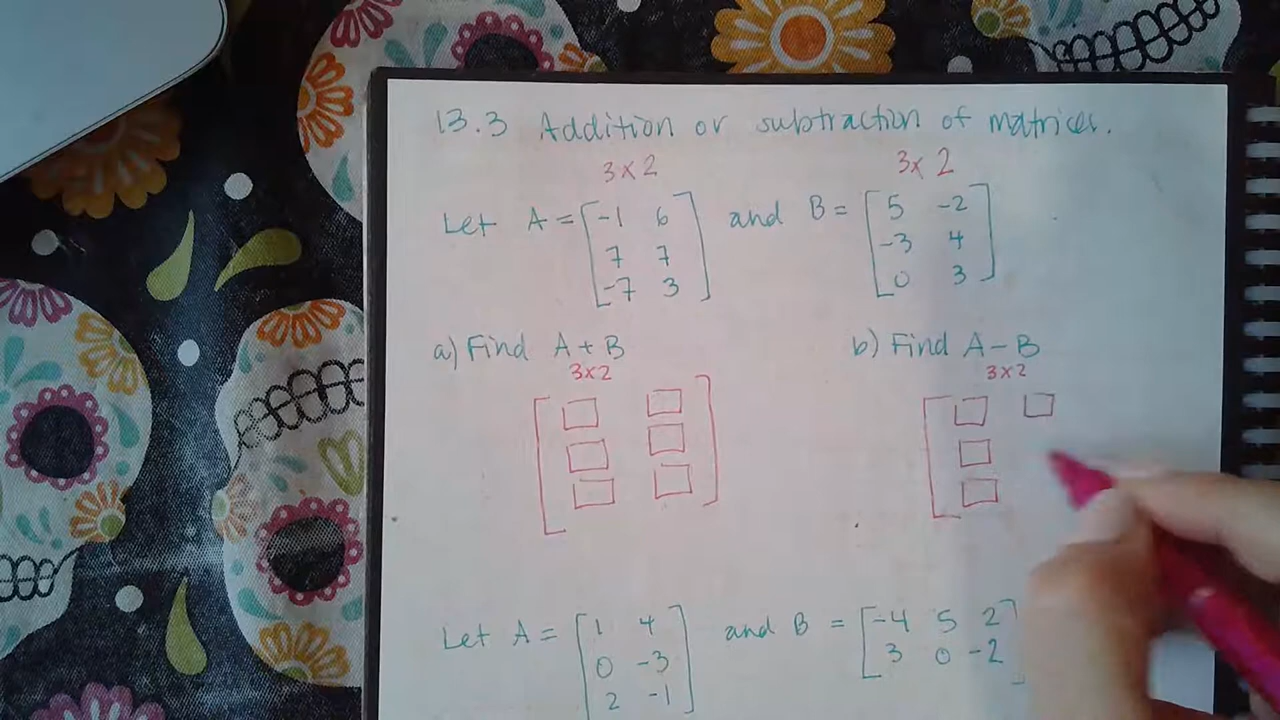 13.3 Addition or subtraction of matrices.
3x2 3x2
Let A = [-1 6 and B = [5 -2]
7 7 -3 4
-7 3] 0 3
a) Find A + B b) Find A - B
3x2 3x2
Let A = [1 4] and B = [-4 5 2]
0 -3 3 0 -2
2 -1